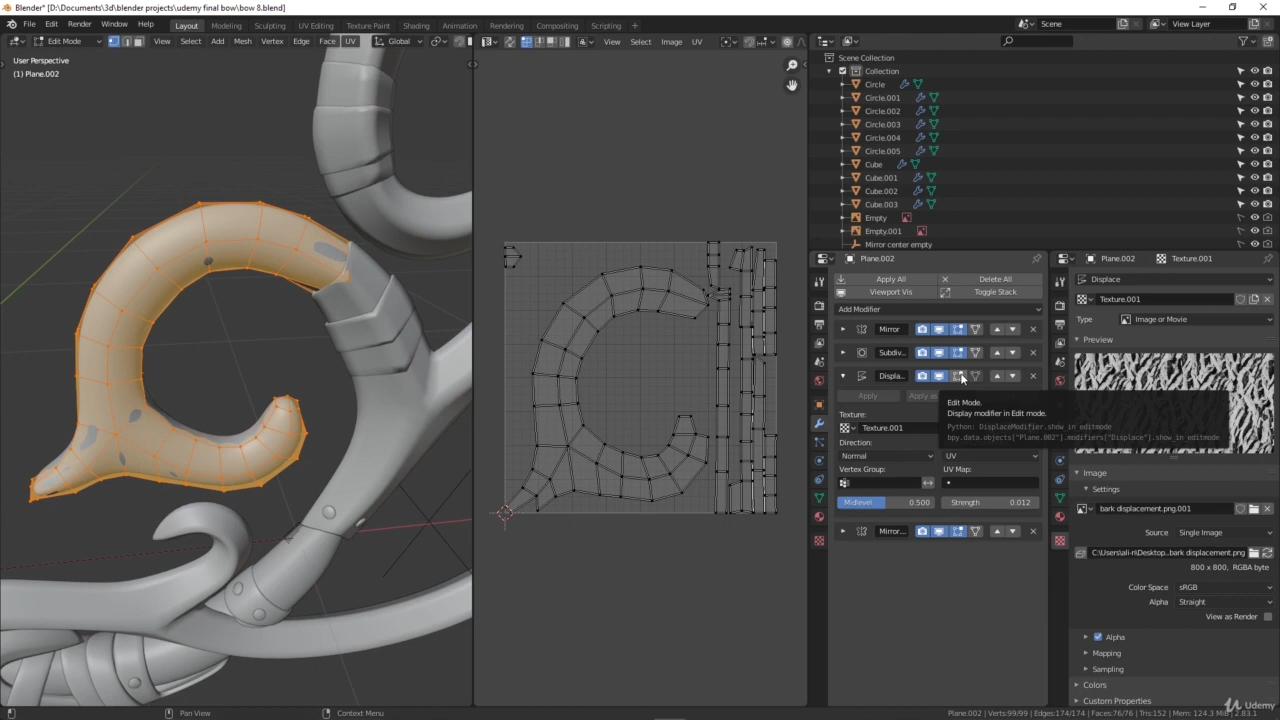 Blender* [D:\Documents\3d\blender projects\udemy final bow\bow 8.blend]
File Edit Render Window Help
Layout Modeling Sculpting UV Editing Texture Paint Shading Animation Rendering Compositing Scripting +
Scene View Layer
Edit Mode View Select Add Mesh Vertex Edge Face UV Global
View Select Image UV
User Perspective
(1) Plane.002
Scene Collection
Collection
Circle
Circle.001
Circle.002
Circle.003
Circle.004
Circle.005
Cube
Cube.001
Cube.002
Cube.003
Empty
Empty.001
Mirror center empty
Plane.002
Apply All Delete All
Viewport Vis Toggle Stack
Add Modifier
Mirror
Subdiv...
Displa...
Apply Apply as
Edit Mode.
Display modifier in Edit mode.
Python: DisplaceModifier.show_in_editmode
bpy.data.objects["Plane.002"].modifiers["Displace"].show_in_editmode
Texture:
Texture.001
Direction:
Normal UV
Vertex Group: UV Map:
Midlevel 0.500 Strength 0.012
Mirror...
Plane.002 Texture.001
Displace
Texture.001
Type Image or Movie
Preview
Image
Settings
bark displacement.png.001
Source Single Image
C:\Users\ali-ri\Desktop...bark displacement.png
800 x 800, RGBA byte
Color Space sRGB
Alpha Straight
View as Render
Alpha
Mapping
Sampling
Colors
Custom Properties
Pan View Context Menu
Plane.002 | Verts:99/99 | Edges:174/174 | Faces:76/76 | Tris:152 | Mem: 124.3 MiB | 2.83.1
Udemy